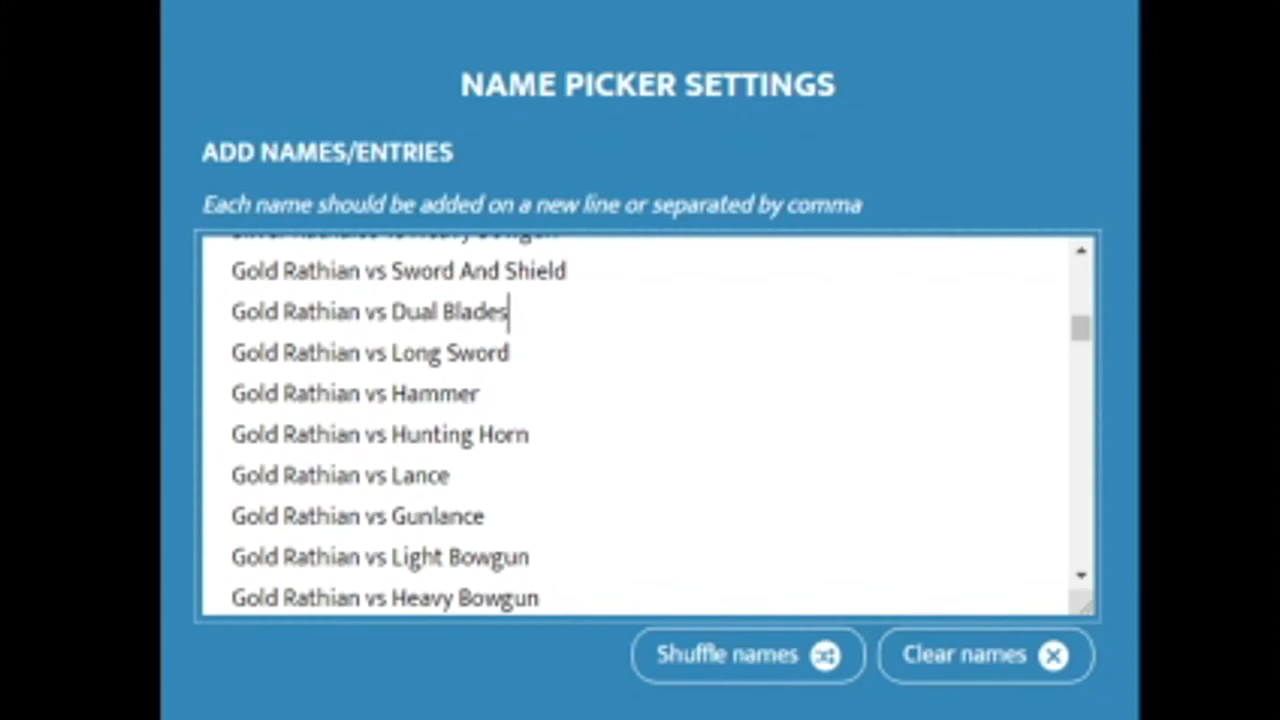 NAME PICKER SETTINGS
ADD NAMES/ENTRIES
Each name should be added on a new line or separated by comma
Gold Rathian vs Sword And Shield
Gold Rathian vs Dual Blades
Gold Rathian vs Long Sword
Gold Rathian vs Hammer
Gold Rathian vs Hunting Horn
Gold Rathian vs Lance
Gold Rathian vs Gunlance
Gold Rathian vs Light Bowgun
Gold Rathian vs Heavy Bowgun
Shuffle names
Clear names